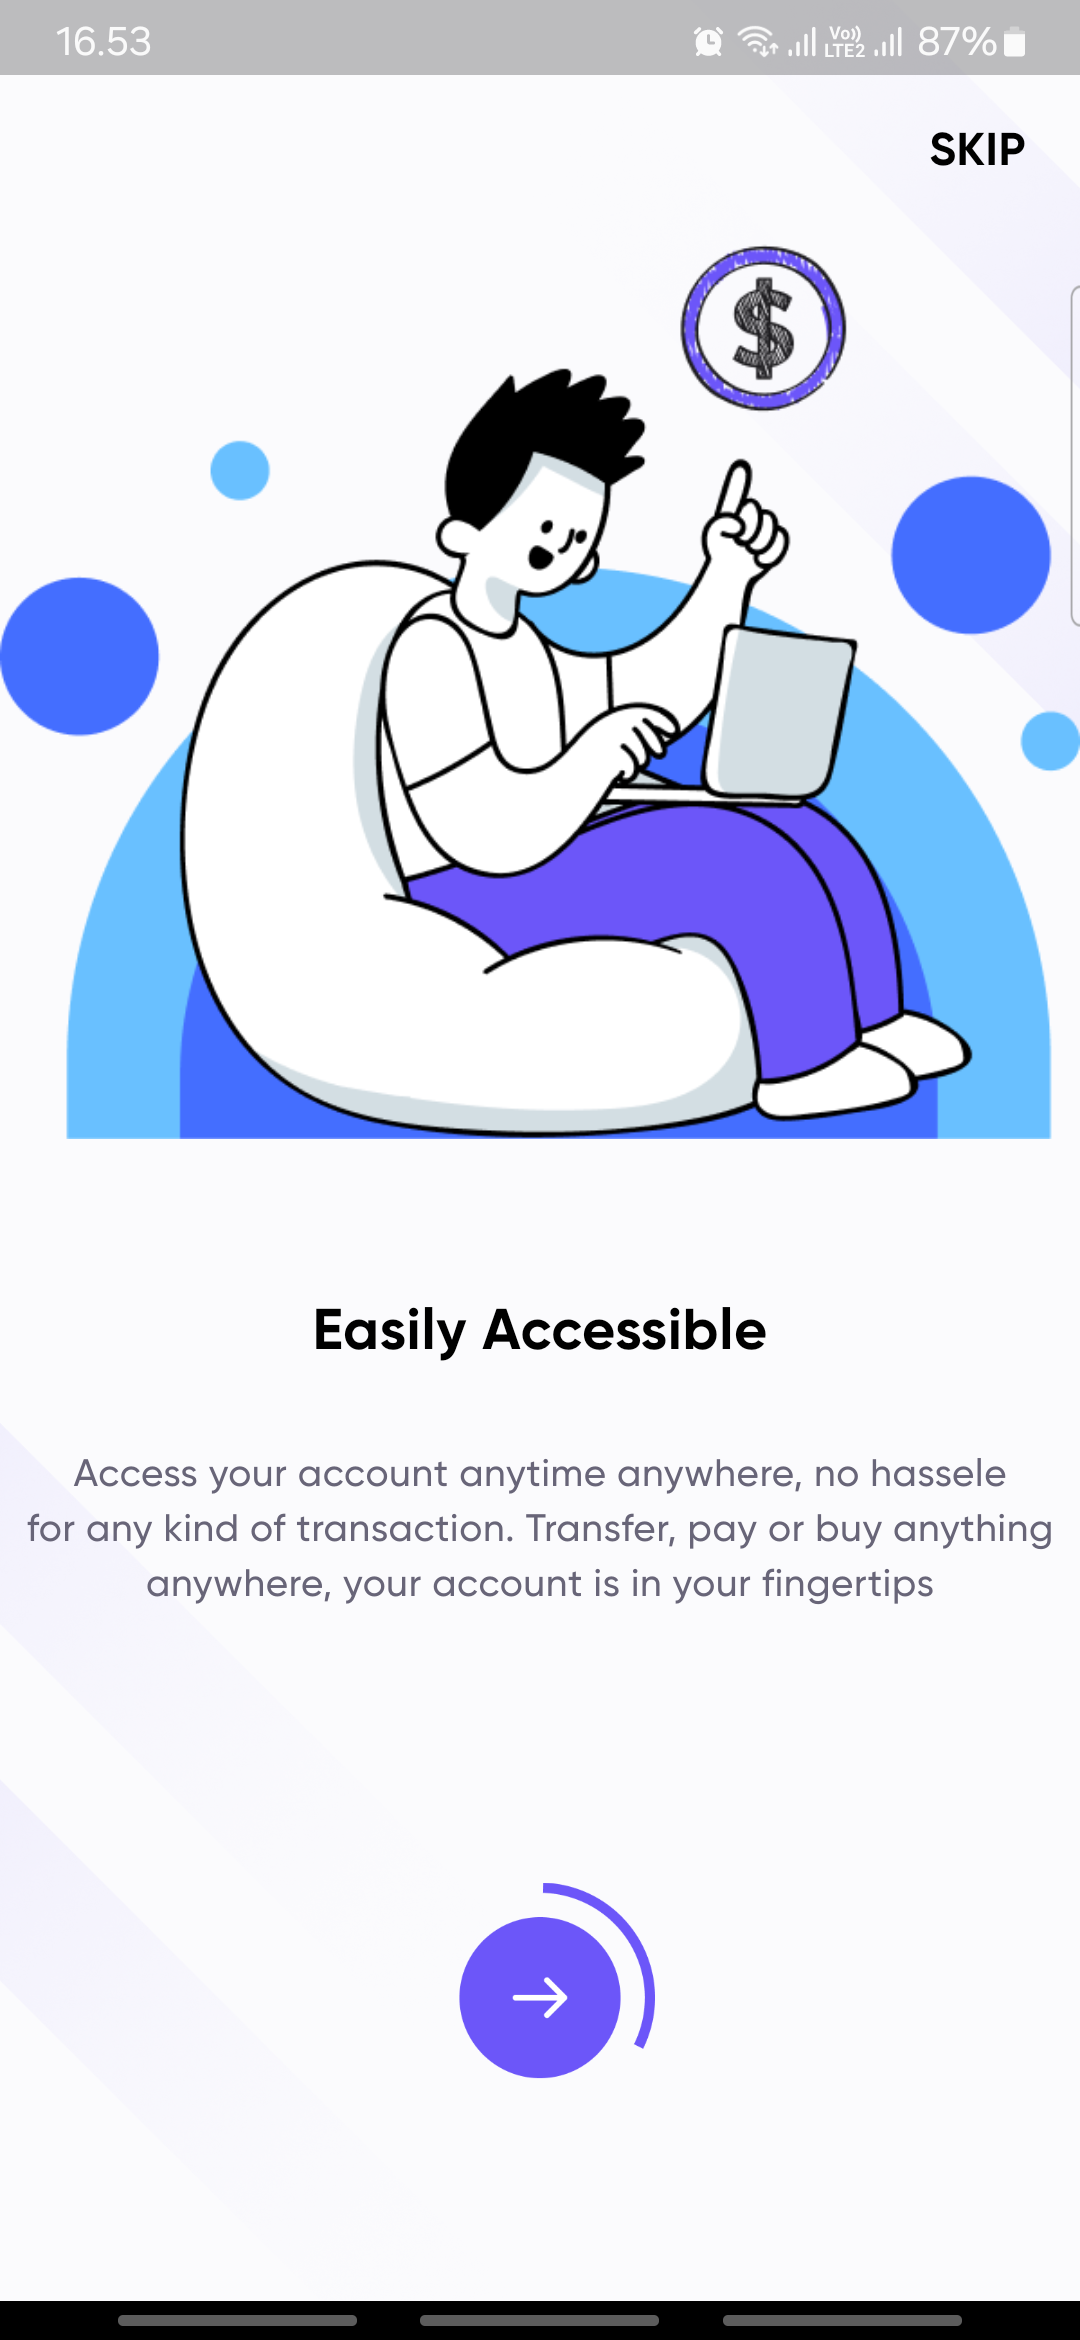 16.53 Vo)) LTE2 87%
SKIP
$
Easily Accessible
Access your account anytime anywhere, no hassele
for any kind of transaction. Transfer, pay or buy anything
anywhere, your account is in your fingertips